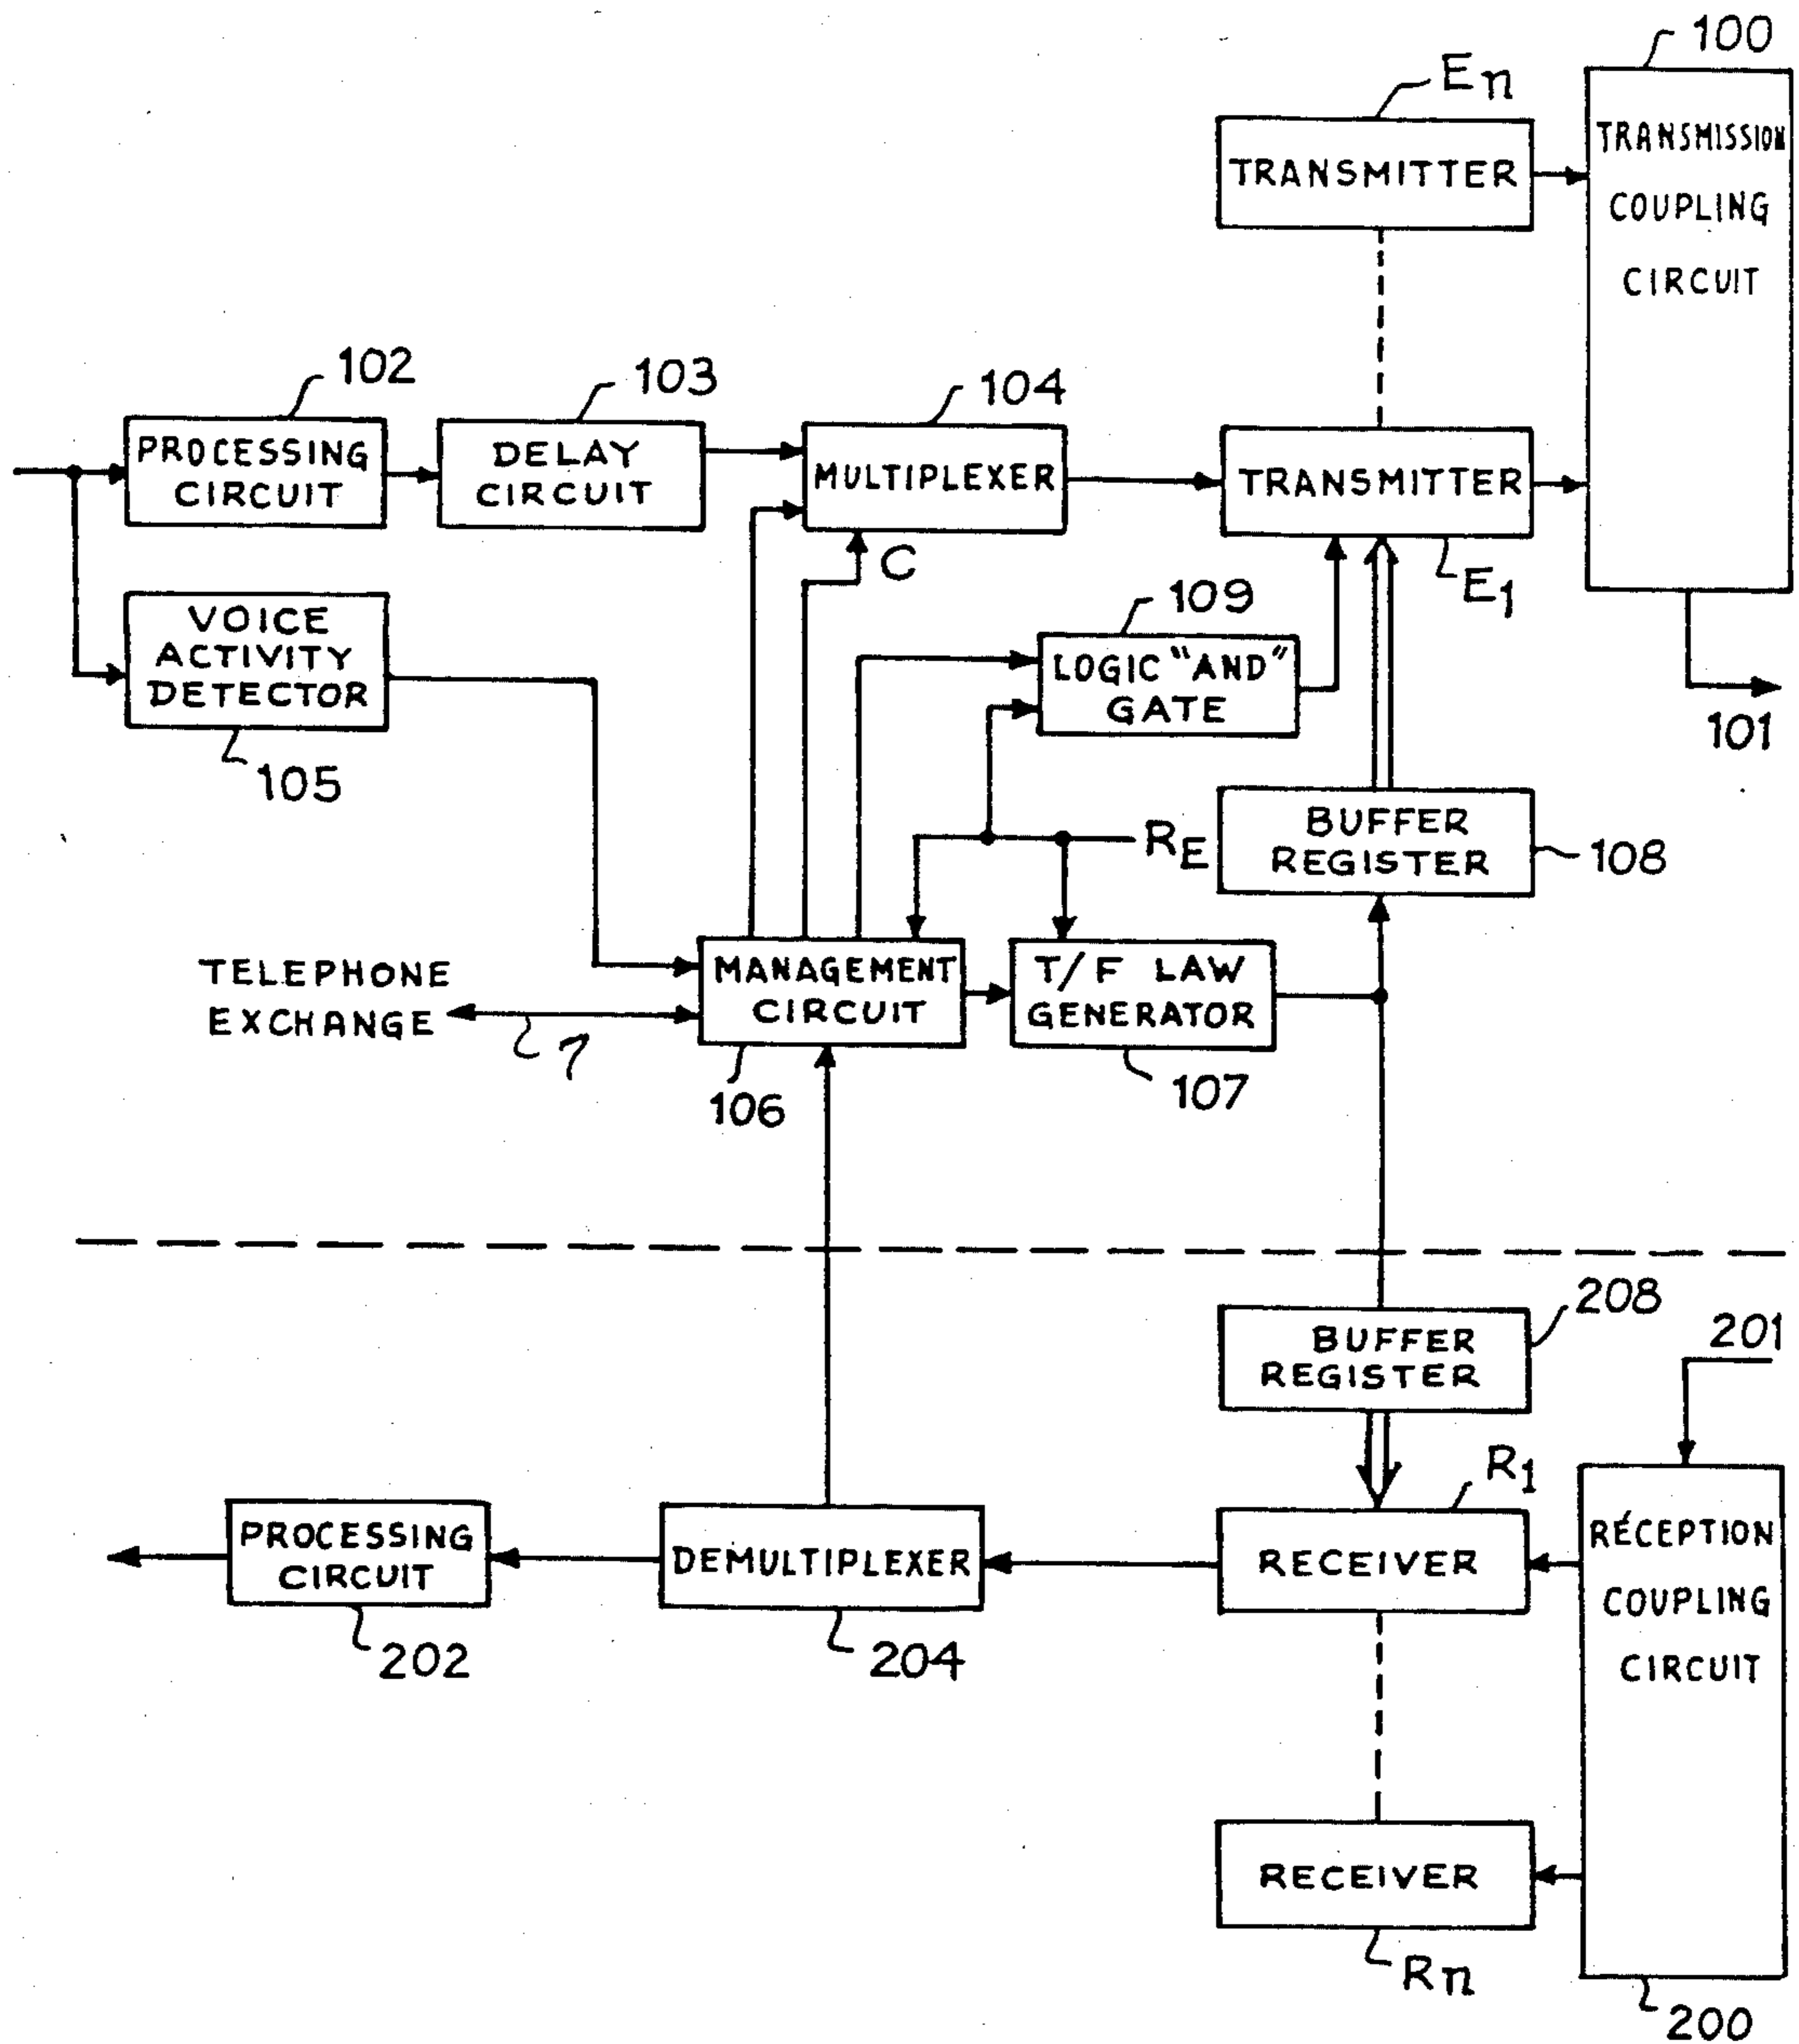 100
En
TRANSMISSION
COUPLING
CIRCUIT
TRANSMITTER
102
103
104
PROCESSING
CIRCUIT
DELAY
CIRCUIT
MULTIPLEXER
TRANSMITTER
C
E1
109
VOICE
ACTIVITY
DETECTOR
LOGIC "AND"
GATE
101
105
RE
BUFFER
REGISTER
108
TELEPHONE
EXCHANGE
MANAGEMENT
CIRCUIT
T/F LAW
GENERATOR
7
106
107
208
201
BUFFER
REGISTER
R1
PROCESSING
CIRCUIT
DEMULTIPLEXER
RECEIVER
RÉCEPTION
COUPLING
CIRCUIT
202
204
RECEIVER
Rn
200